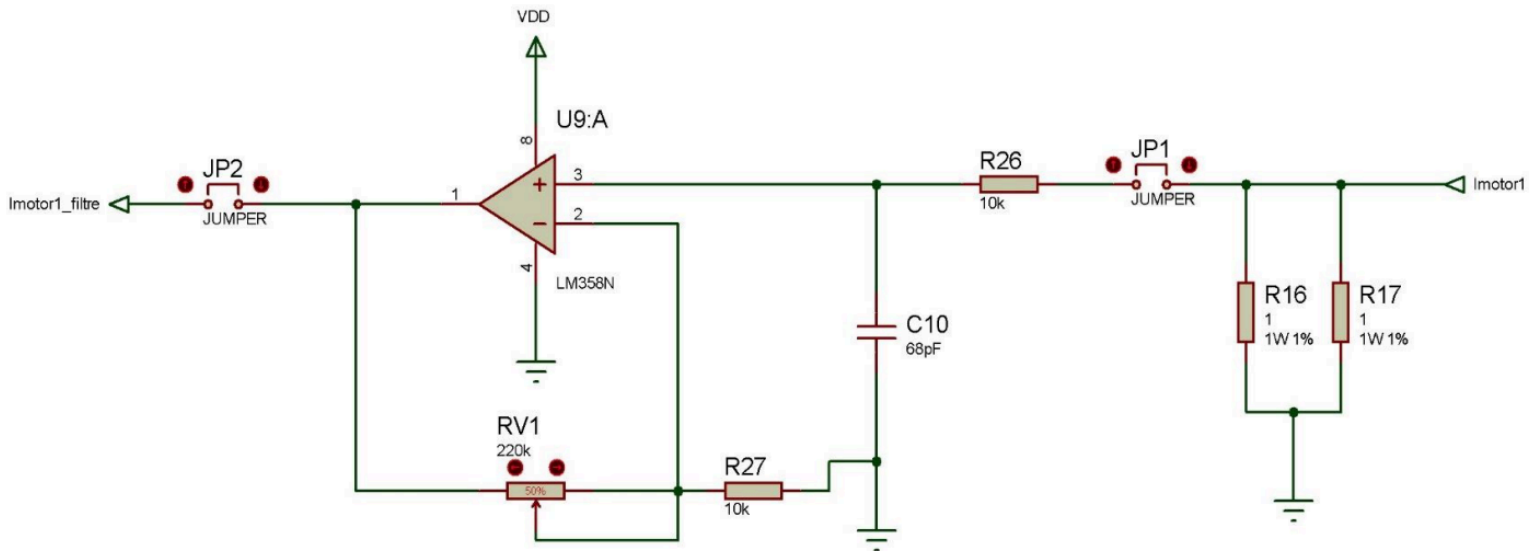 VDD
U9:A
8
JP2
JP1
R26
3
1
Imotor1_filtre
Imotor1
JUMPER
10k
JUMPER
2
4
LM358N
R16
R17
1
1
1W 1%
1W 1%
C10
68pF
RV1
220k
50%
R27
10k